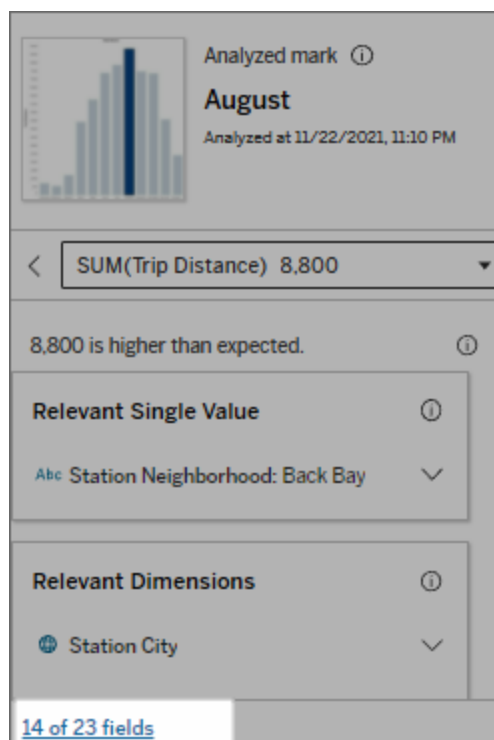 Analyzed mark
August
Analyzed at 11/22/2021, 11:10 PM
SUM(Trip Distance) 8,800
8,800 is higher than expected.
Relevant Single Value
Abc Station Neighborhood: Back Bay
Relevant Dimensions
Station City
14 of 23 fields